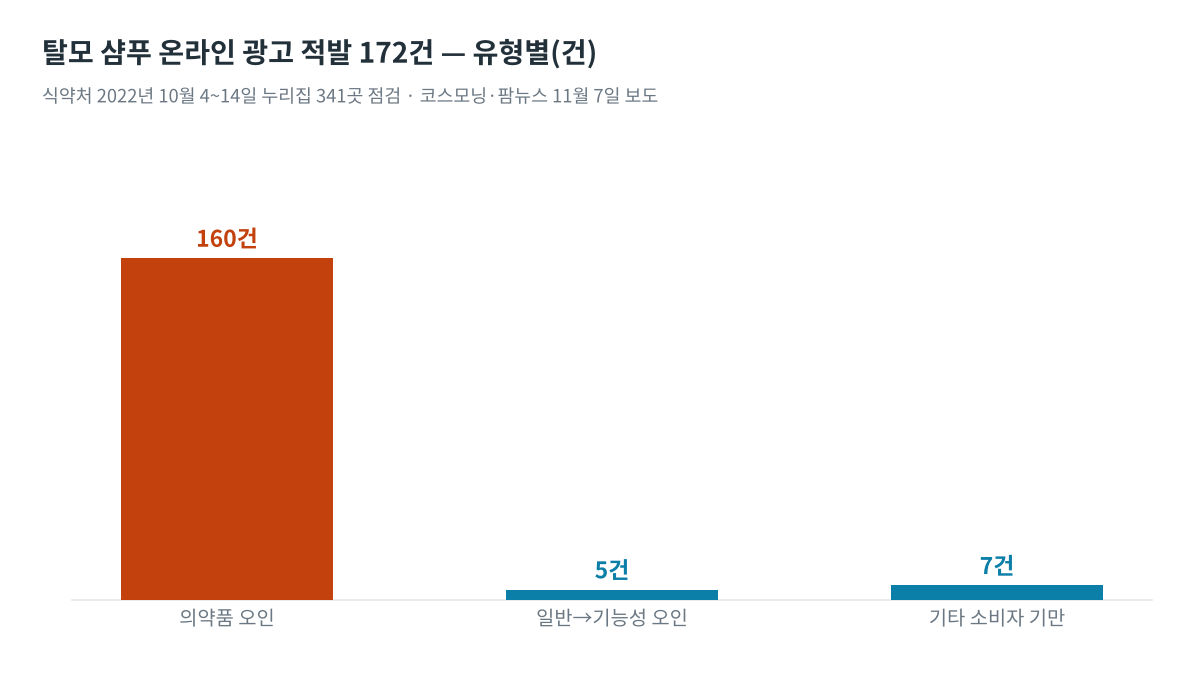 탈모 샴푸 온라인 광고 적발 172건 — 유형별(건)
식약처 2022년 10월 4~14일 누리집 341곳 점검 · 코스모닝·팜뉴스 11월 7일 보도
160건
5건
7건
의약품 오인
일반→기능성 오인
기타 소비자 기만